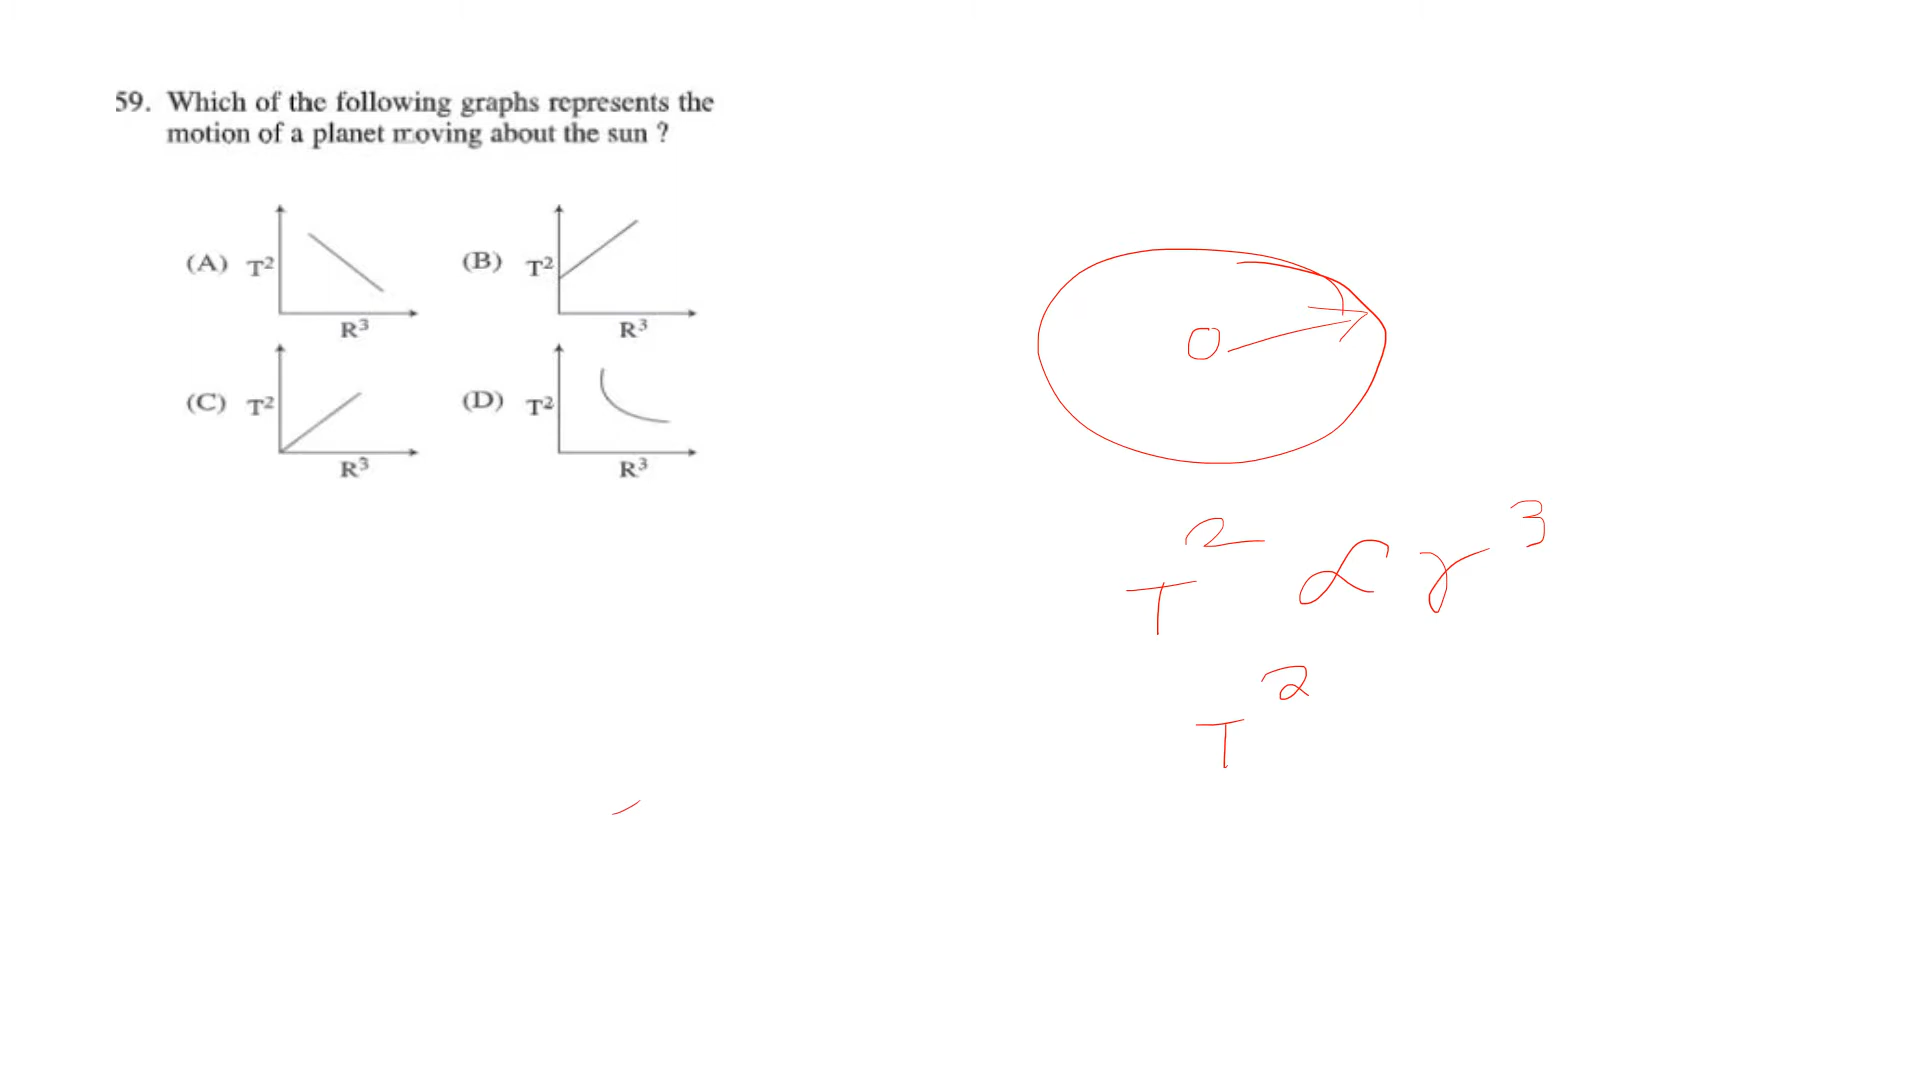 59. Which of the following graphs represents the
motion of a planet moving about the sun ?
(A) T² R³
(B) T² R³
(C) T² R³
(D) T² R³
T² ∝ r³
T²